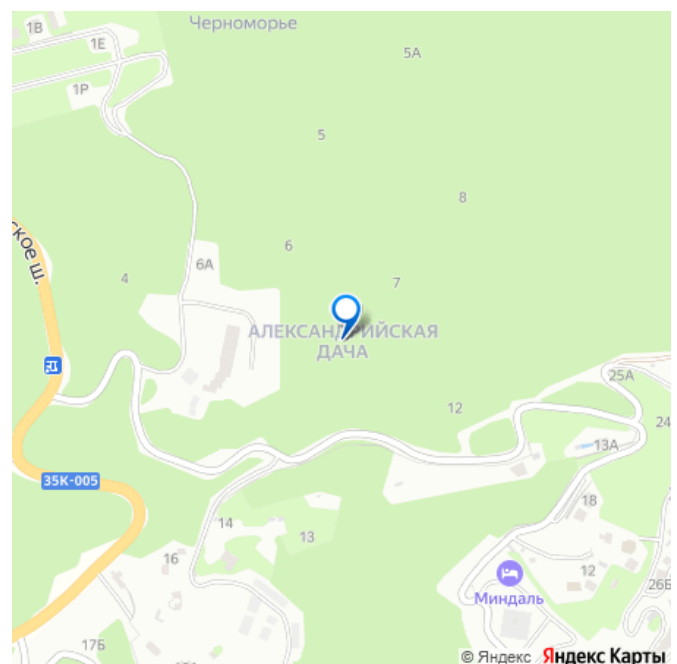 Черноморье
1В
1Е
5А
1Р
5
8
ское ш.
6
6А
4
7
АЛЕКСАНДРИЙСКАЯ
ДАЧА
25А
12
24
13А
35К-005
18
14
13
16
12
Миндаль
26Б
17Б
© Яндекс Яндекс Карты